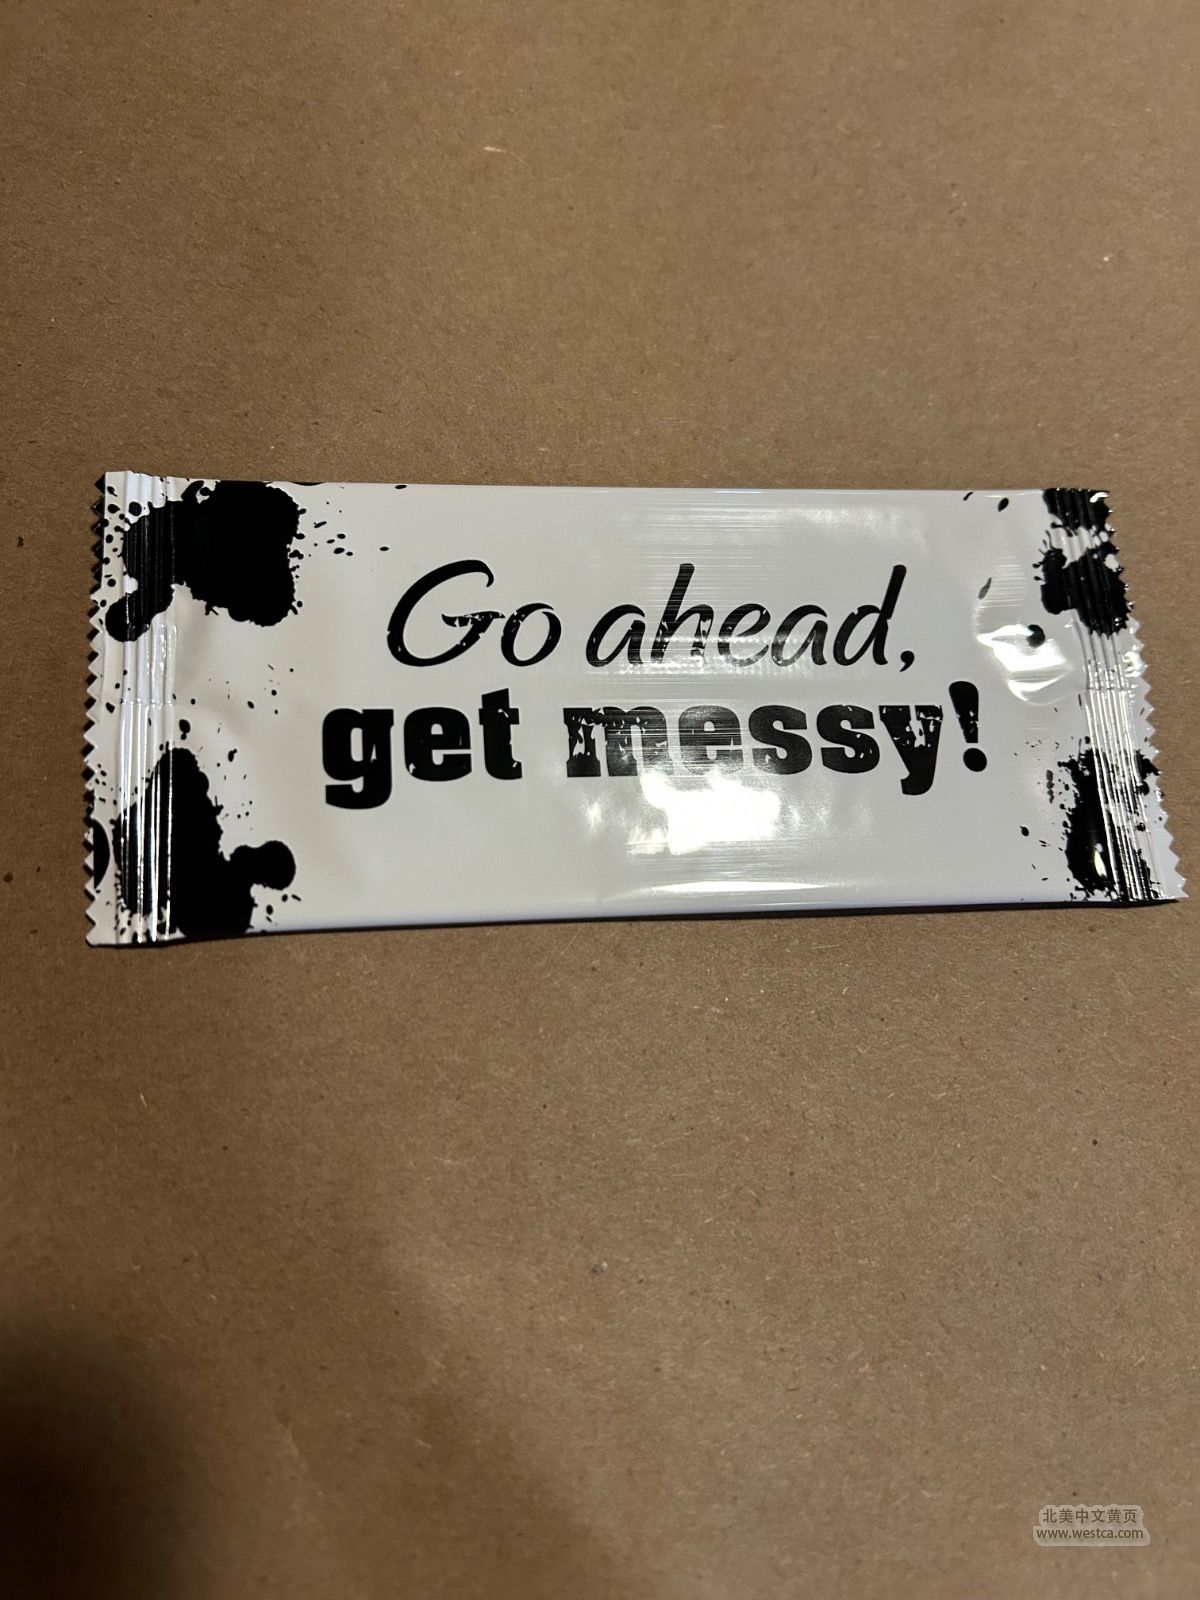 Go ahead,
get messy!
北美中文黄页
www.westca.com